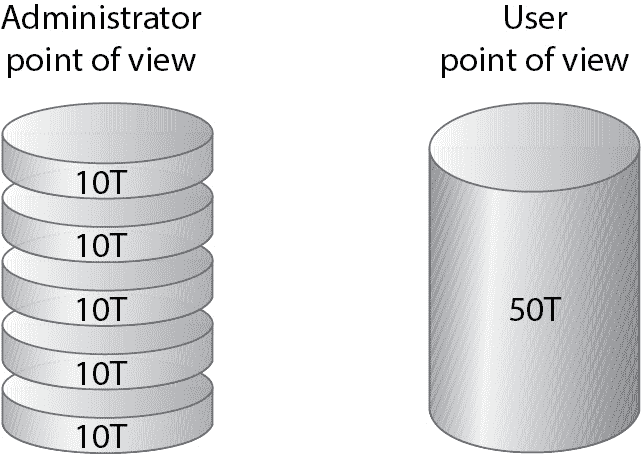 Administrator
point of view
User
point of view
10T
10T
10T
10T
10T
50T